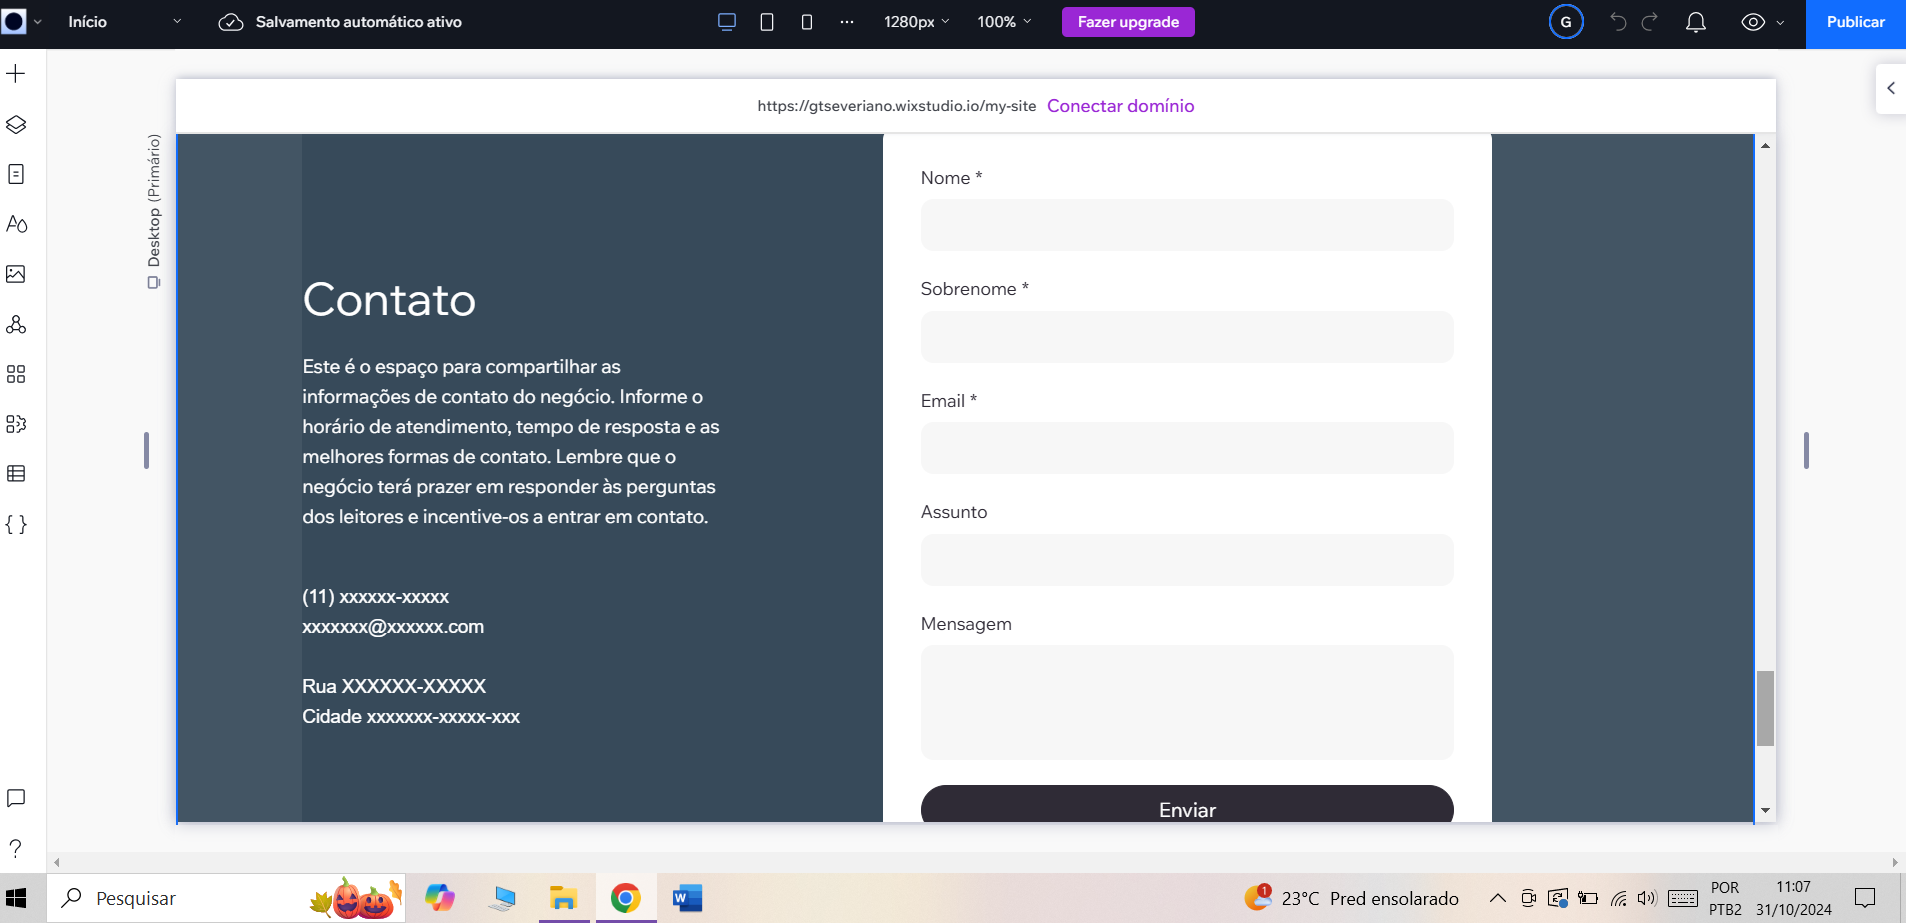 Início
Salvamento automático ativo
1280px
100%
Fazer upgrade
G
Publicar
https://gtseveriano.wixstudio.io/my-site Conectar domínio
Desktop (Primário)
Contato
Este é o espaço para compartilhar as
informações de contato do negócio. Informe o
horário de atendimento, tempo de resposta e as
melhores formas de contato. Lembre que o
negócio terá prazer em responder às perguntas
dos leitores e incentive-os a entrar em contato.
(11) xxxxxx-xxxxx
xxxxxxx@xxxxxx.com
Rua XXXXXX-XXXXX
Cidade xxxxxxx-xxxxx-xxx
Nome *
Sobrenome *
Email *
Assunto
Mensagem
Enviar
Pesquisar
1
23°C Pred ensolarado
POR
PTB2
11:07
31/10/2024